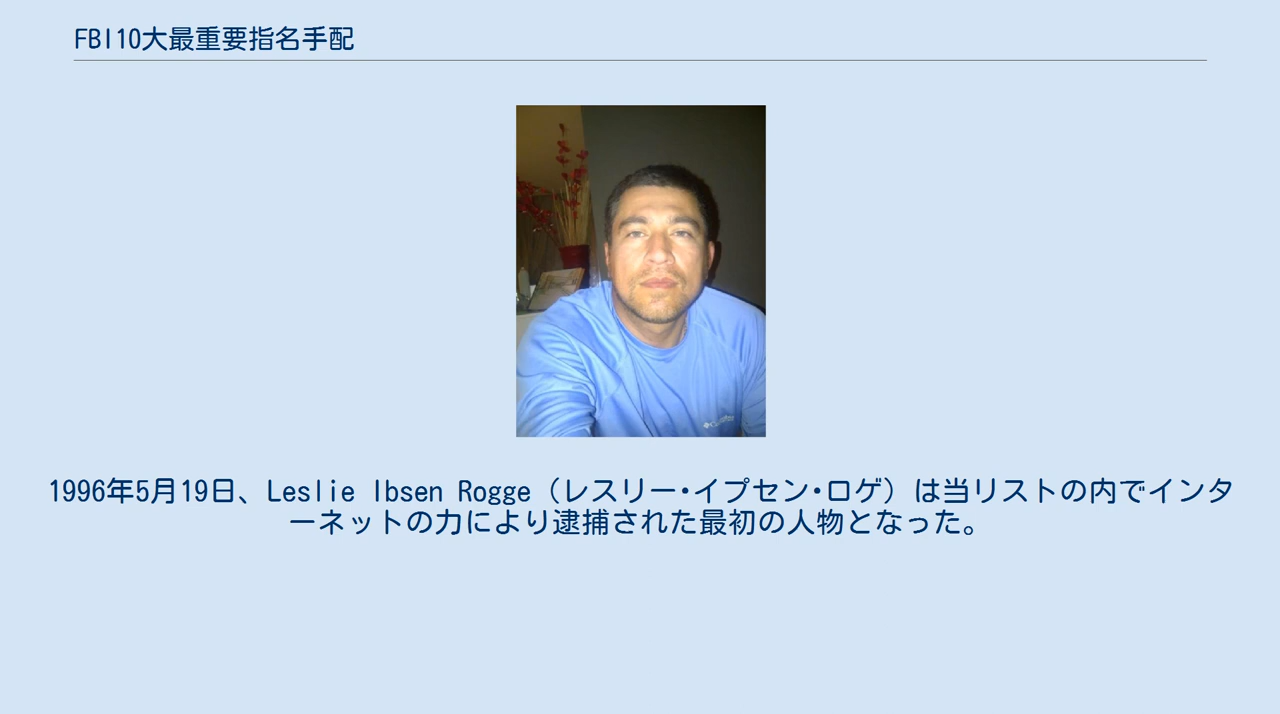 FBI10大最重要指名手配
1996年5月19日、Leslie Ibsen Rogge（レスリー・イプセン・ロゲ）は当リストの内でインタ
ーネットの力により逮捕された最初の人物となった。